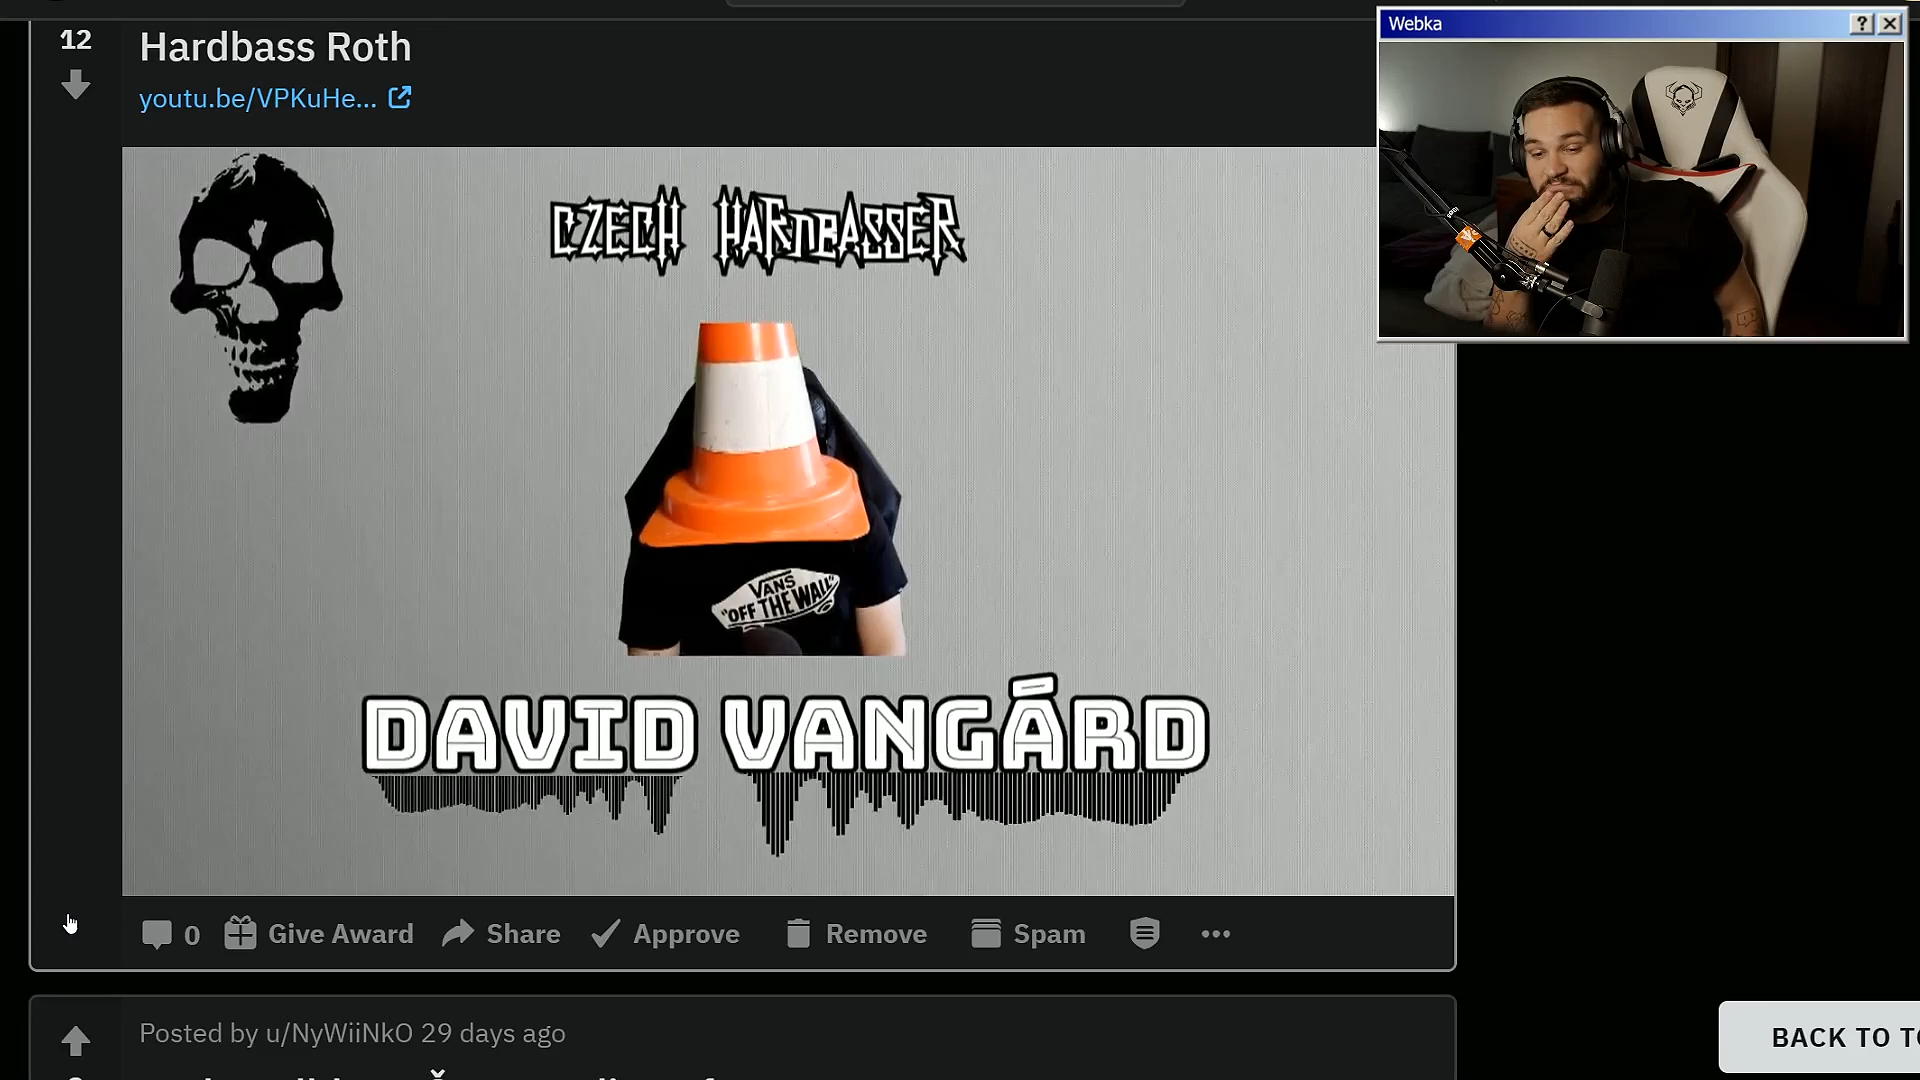 12
Hardbass Roth
youtu.be/VPKuHe...
Webka
CZECH HARDBASSER
VANS
"OFF THE WALL"
DAVID VANGÁRD
0 Give Award Share Approve Remove Spam
Posted by u/NyWiiNkO 29 days ago
BACK TO TO